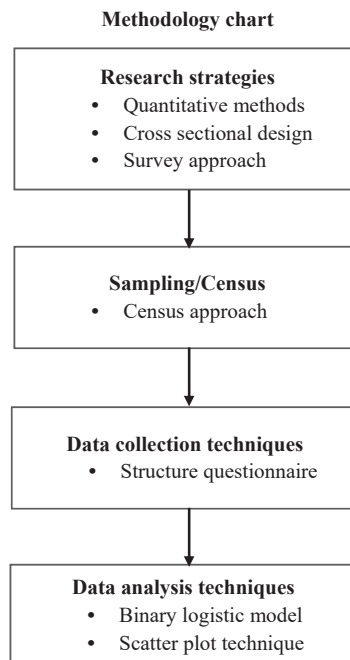 Methodology chart
Research strategies
• Quantitative methods
• Cross sectional design
• Survey approach
Sampling/Census
• Census approach
Data collection techniques
• Structure questionnaire
Data analysis techniques
• Binary logistic model
• Scatter plot technique